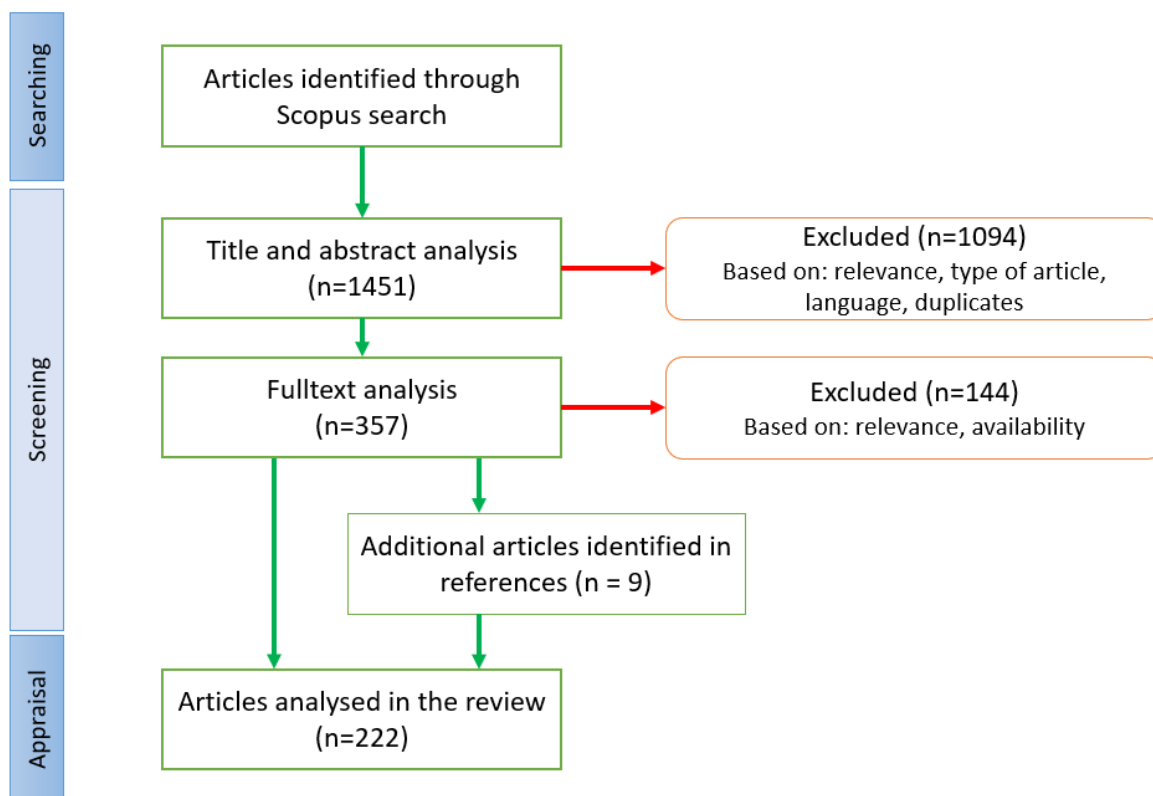 Searching
Articles identified through
Scopus search
Screening
Title and abstract analysis
(n=1451)
Excluded (n=1094)
Based on: relevance, type of article,
language, duplicates
Fulltext analysis
(n=357)
Excluded (n=144)
Based on: relevance, availability
Additional articles identified in
references (n = 9)
Appraisal
Articles analysed in the review
(n=222)